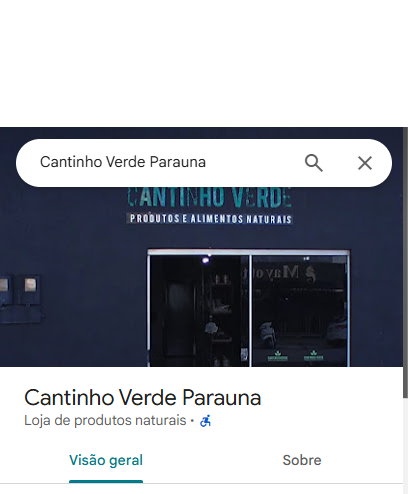 Cantinho Verde Parauna
CANTINHO VERDE
PRODUTOS E ALIMENTOS NATURAIS
Cantinho Verde Parauna
Loja de produtos naturais ·
Visão geral
Sobre